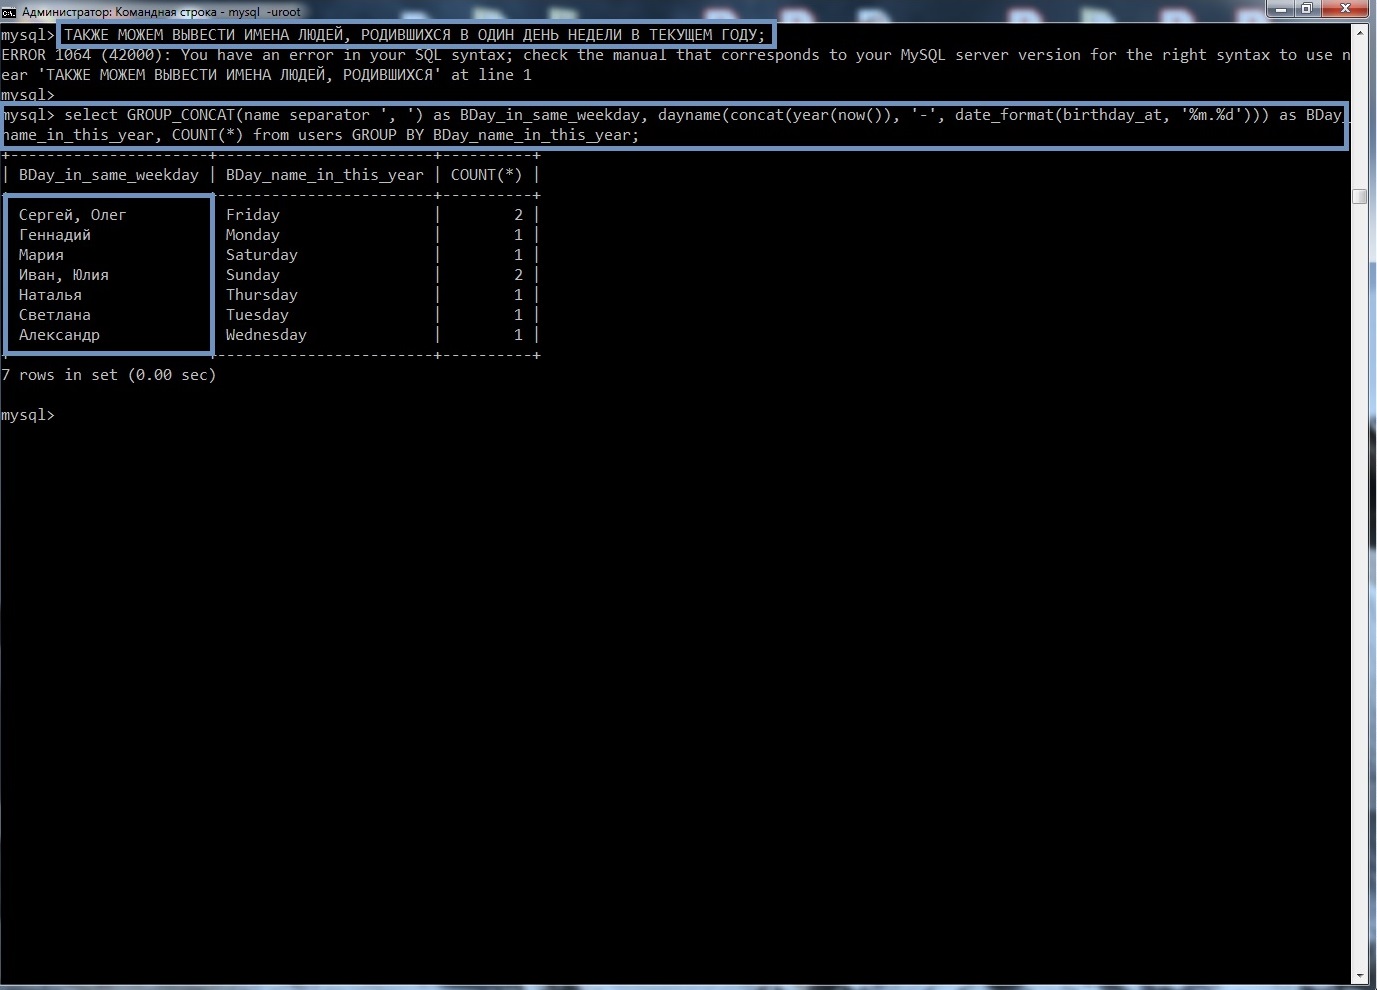 Администратор: Командная строка - mysql -uroot
mysql> ТАКЖЕ МОЖЕМ ВЫВЕСТИ ИМЕНА ЛЮДЕЙ, РОДИВШИХСЯ В ОДИН ДЕНЬ НЕДЕЛИ В ТЕКУЩЕМ ГОДУ;
ERROR 1064 (42000): You have an error in your SQL syntax; check the manual that corresponds to your MySQL server version for the right syntax to use n
ear 'ТАКЖЕ МОЖЕМ ВЫВЕСТИ ИМЕНА ЛЮДЕЙ, РОДИВШИХСЯ' at line 1
mysql>
mysql> select GROUP_CONCAT(name separator ', ') as BDay_in_same_weekday, dayname(concat(year(now()), '-', date_format(birthday_at, '%m.%d'))) as BDay_
name_in_this_year, COUNT(*) from users GROUP BY BDay_name_in_this_year;
+----------------------+------------------------+----------+
| BDay_in_same_weekday | BDay_name_in_this_year | COUNT(*) |
+----------------------+------------------------+----------+
Сергей, Олег | Friday | 2 |
Геннадий | Monday | 1 |
Мария | Saturday | 1 |
Иван, Юлия | Sunday | 2 |
Наталья | Thursday | 1 |
Светлана | Tuesday | 1 |
Александр | Wednesday | 1 |
+----------------------+------------------------+----------+
7 rows in set (0.00 sec)
mysql>